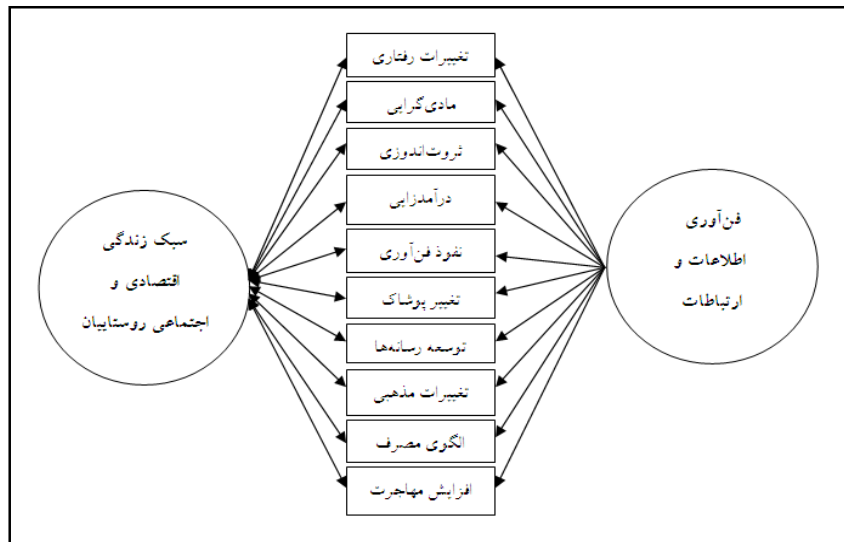 فن‌آوری
اطلاعات و
ارتباطات
تغییرات رفتاری
مادی‌گرایی
ثروت‌اندوزی
درآمدزایی
نفوذ فن‌آوری
تغییر پوشاک
توسعه رسانه‌ها
تغییرات مذهبی
الگوی مصرف
افزایش مهاجرت
سبک زندگی
اقتصادی و
اجتماعی روستاییان